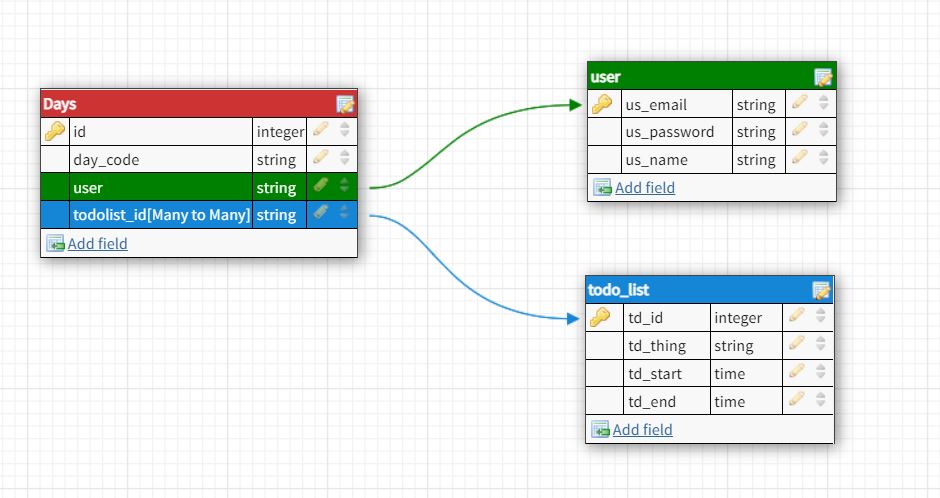 Days
id integer
day_code string
user string
todolist_id[Many to Many] string
Add field
user
us_email string
us_password string
us_name string
Add field
todo_list
td_id integer
td_thing string
td_start time
td_end time
Add field